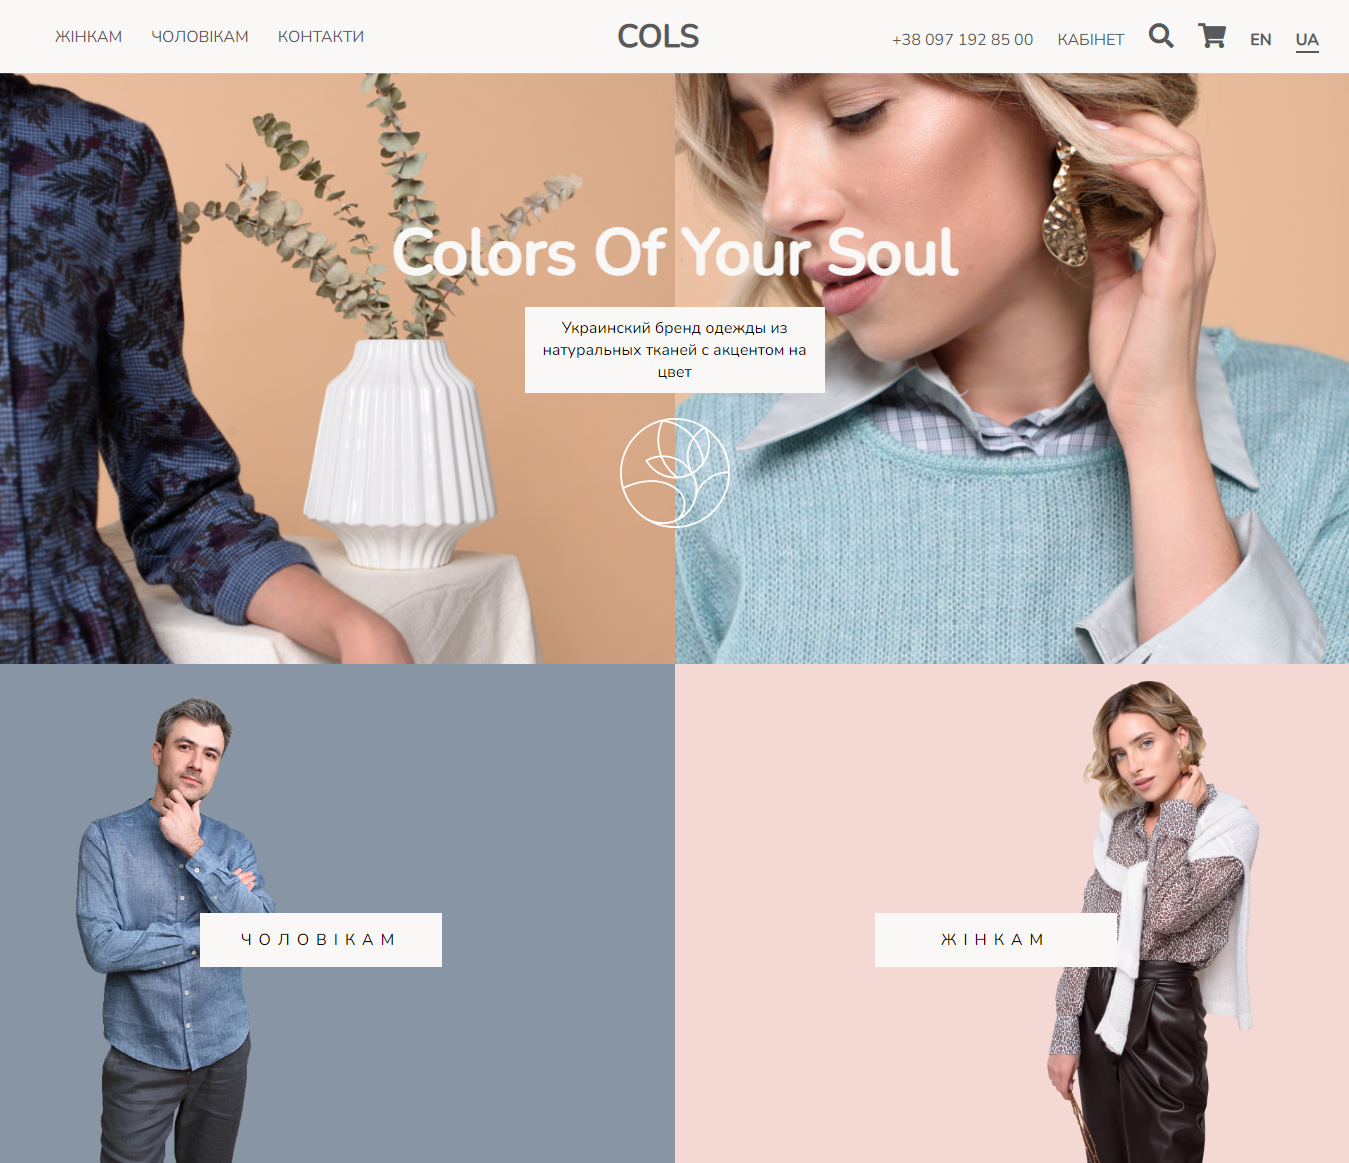 ЖІНКАМ ЧОЛОВІКАМ КОНТАКТИ COLS +38 097 192 85 00 КАБІНЕТ EN UA
Colors Of Your Soul
Украинский бренд одежды из
натуральных тканей с акцентом на
цвет
ЧОЛОВІКАМ ЖІНКАМ